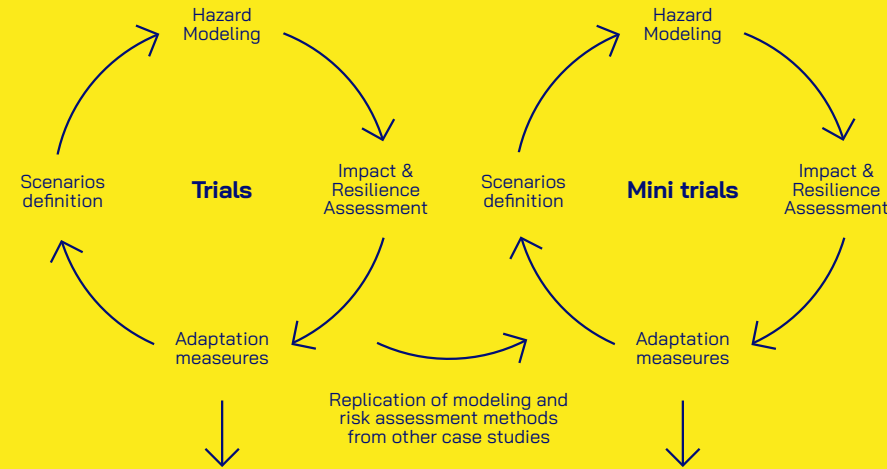 Hazard
Modeling
Scenarios
definition
Trials
Impact &
Resilience
Assessment
Adaptation
measeures
Replication of modeling and
risk assessment methods
from other case studies
Hazard
Modeling
Scenarios
definition
Mini trials
Impact &
Resilience
Assessment
Adaptation
measeures